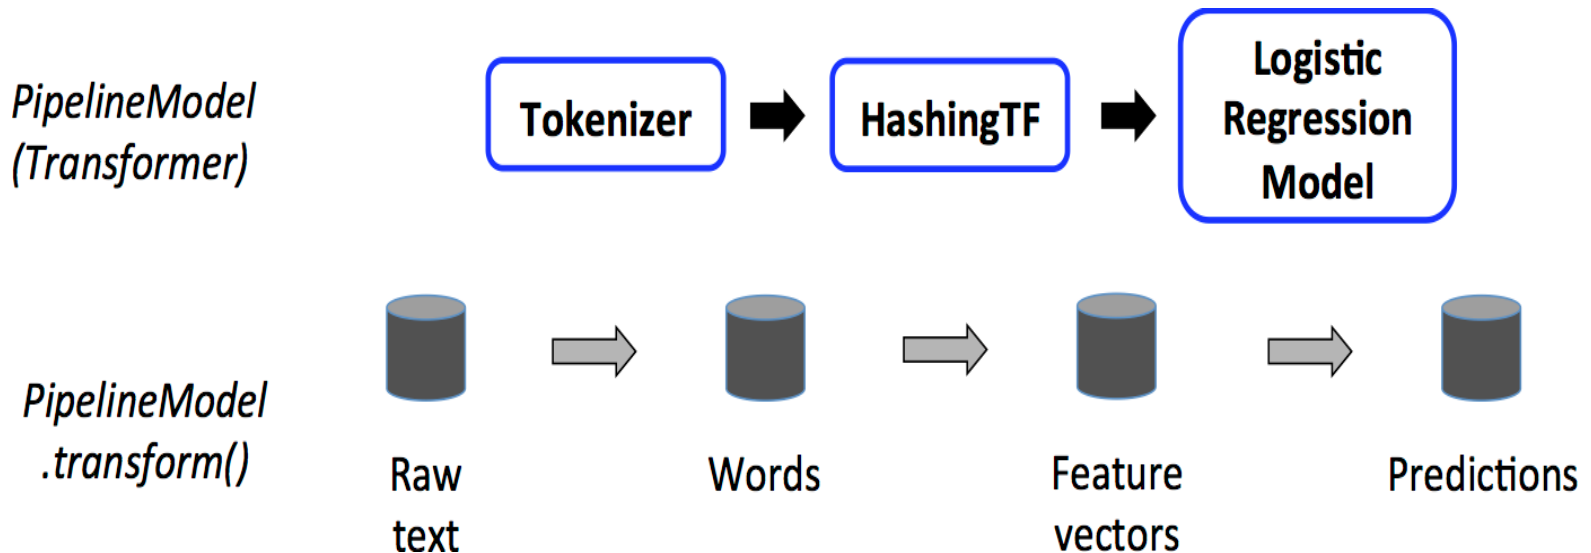 PipelineModel
(Transformer)
Tokenizer
HashingTF
Logistic
Regression
Model
PipelineModel
.transform()
Raw
text
Words
Feature
vectors
Predictions